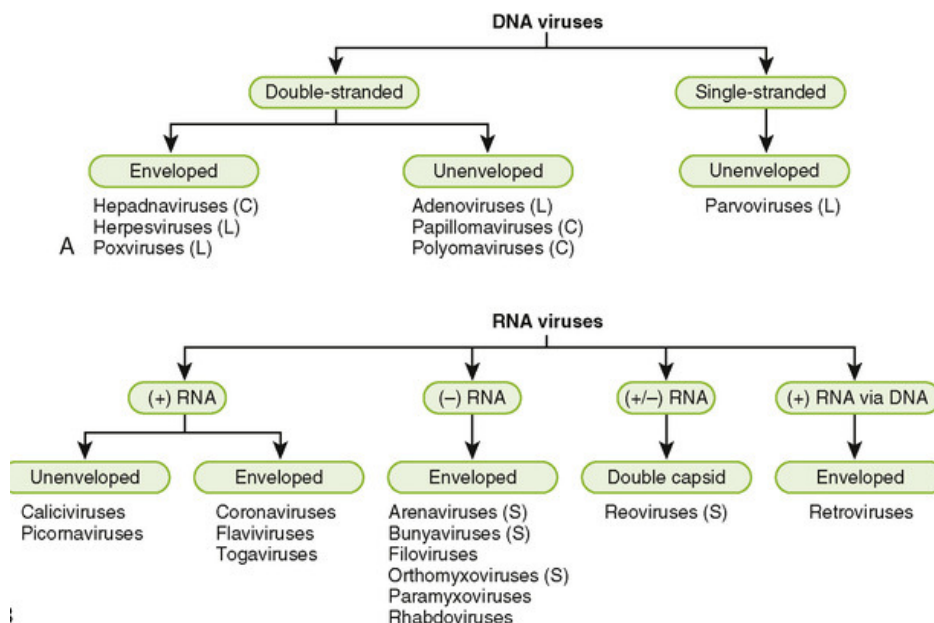 DNA viruses
Double-stranded
Single-stranded
Enveloped
Unenveloped
Unenveloped
Hepadnaviruses (C)
Herpesviruses (L)
Poxviruses (L)
Adenoviruses (L)
Papillomaviruses (C)
Polyomaviruses (C)
Parvoviruses (L)
A
RNA viruses
(+) RNA
(–) RNA
(+/–) RNA
(+) RNA via DNA
Unenveloped
Enveloped
Enveloped
Double capsid
Enveloped
Caliciviruses
Picornaviruses
Coronaviruses
Flaviviruses
Togaviruses
Arenaviruses (S)
Bunyaviruses (S)
Filoviruses
Orthomyxoviruses (S)
Paramyxoviruses
Rhabdoviruses
Reoviruses (S)
Retroviruses